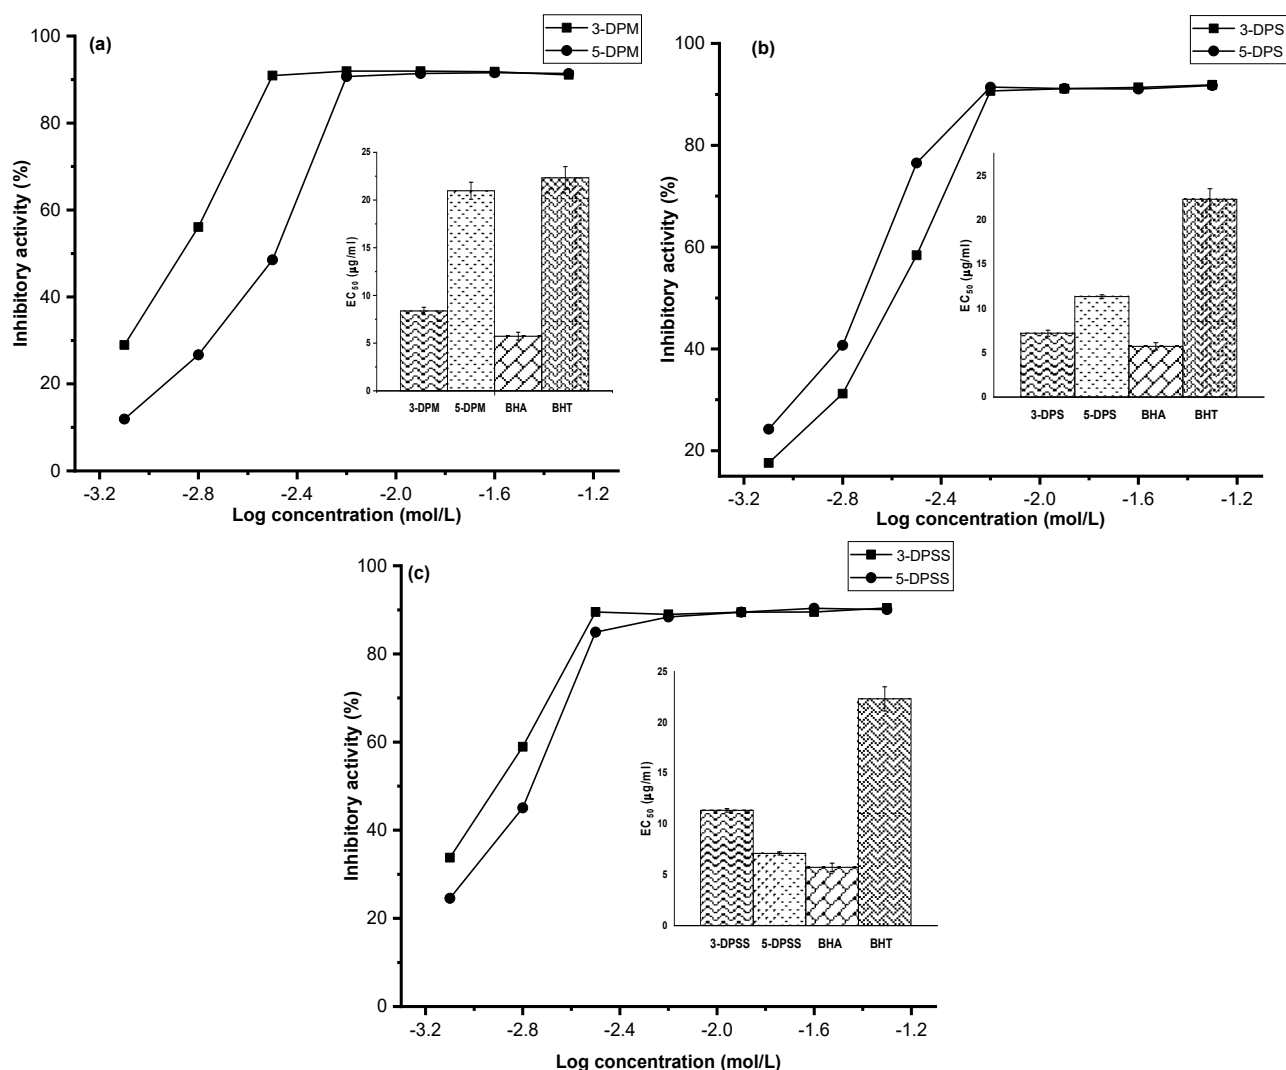 (a)
3-DPM
5-DPM
100
80
60
40
20
0
Inhibitory activity (%)
-3.2 -2.8 -2.4 -2.0 -1.6 -1.2
Log concentration (mol/L)
25
20
15
10
5
0
EC50 (µg/ml)
3-DPM 5-DPM BHA BHT
(b)
3-DPS
5-DPS
100
80
60
40
20
Inhibitory activity (%)
-3.2 -2.8 -2.4 -2.0 -1.6 -1.2
Log concentration (mol/L)
25
20
15
10
5
0
EC50 (µg/ml)
3-DPS 5-DPS BHA BHT
(c)
3-DPSS
5-DPSS
100
80
60
40
20
0
Inhibitory activity (%)
-3.2 -2.8 -2.4 -2.0 -1.6 -1.2
Log concentration (mol/L)
25
20
15
10
5
0
EC50 (µg/ml)
3-DPSS 5-DPSS BHA BHT